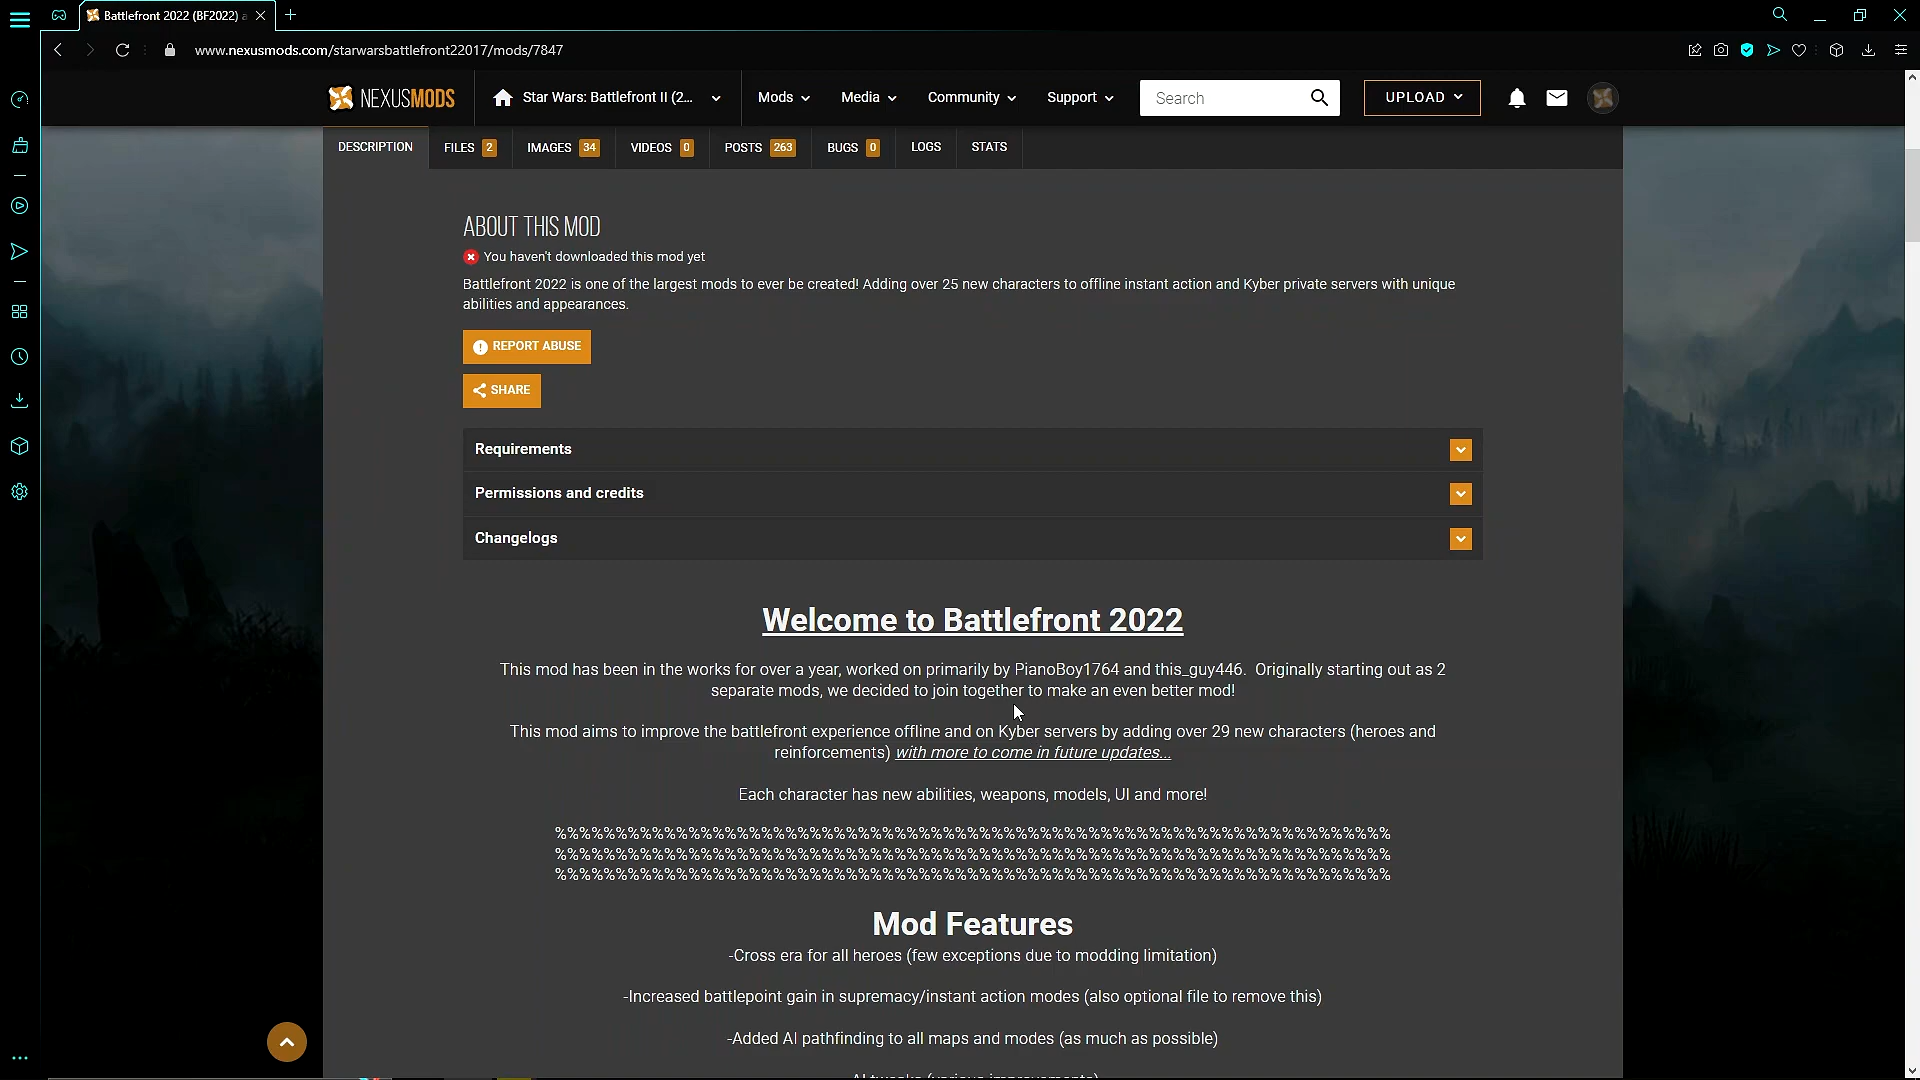 Battlefront 2022 (BF2022) a
www.nexusmods.com/starwarsbattlefront22017/mods/7847
NEXUSMODS
Star Wars: Battlefront II (2...
Mods
Media
Community
Support
Search
UPLOAD
DESCRIPTION
FILES 2
IMAGES 34
VIDEOS 0
POSTS 263
BUGS 0
LOGS
STATS
ABOUT THIS MOD
You haven't downloaded this mod yet
Battlefront 2022 is one of the largest mods to ever be created! Adding over 25 new characters to offline instant action and Kyber private servers with unique
abilities and appearances.
REPORT ABUSE
SHARE
Requirements
Permissions and credits
Changelogs
Welcome to Battlefront 2022
This mod has been in the works for over a year, worked on primarily by PianoBoy1764 and this_guy446. Originally starting out as 2
separate mods, we decided to join together to make an even better mod!
This mod aims to improve the battlefront experience offline and on Kyber servers by adding over 29 new characters (heroes and
reinforcements) with more to come in future updates...
Each character has new abilities, weapons, models, UI and more!
%%%%%%%%%%%%%%%%%%%%%%%%%%%%%%%%%%%%%%%%%%%%%%%%%%%%%%%%%%%%%%%%%%%%%
%%%%%%%%%%%%%%%%%%%%%%%%%%%%%%%%%%%%%%%%%%%%%%%%%%%%%%%%%%%%%%%%%%%%%
%%%%%%%%%%%%%%%%%%%%%%%%%%%%%%%%%%%%%%%%%%%%%%%%%%%%%%%%%%%%%%%%%%%%%
Mod Features
-Cross era for all heroes (few exceptions due to modding limitation)
-Increased battlepoint gain in supremacy/instant action modes (also optional file to remove this)
-Added AI pathfinding to all maps and modes (as much as possible)